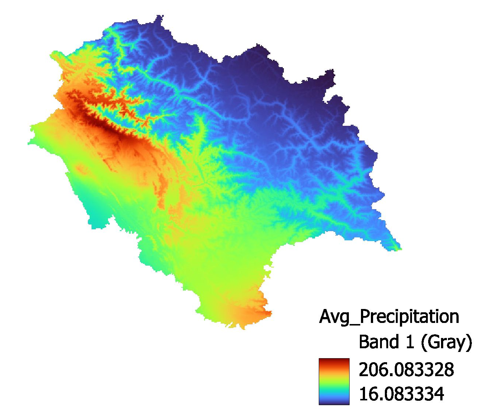 Avg_Precipitation
Band 1 (Gray)
206.083328
16.083334